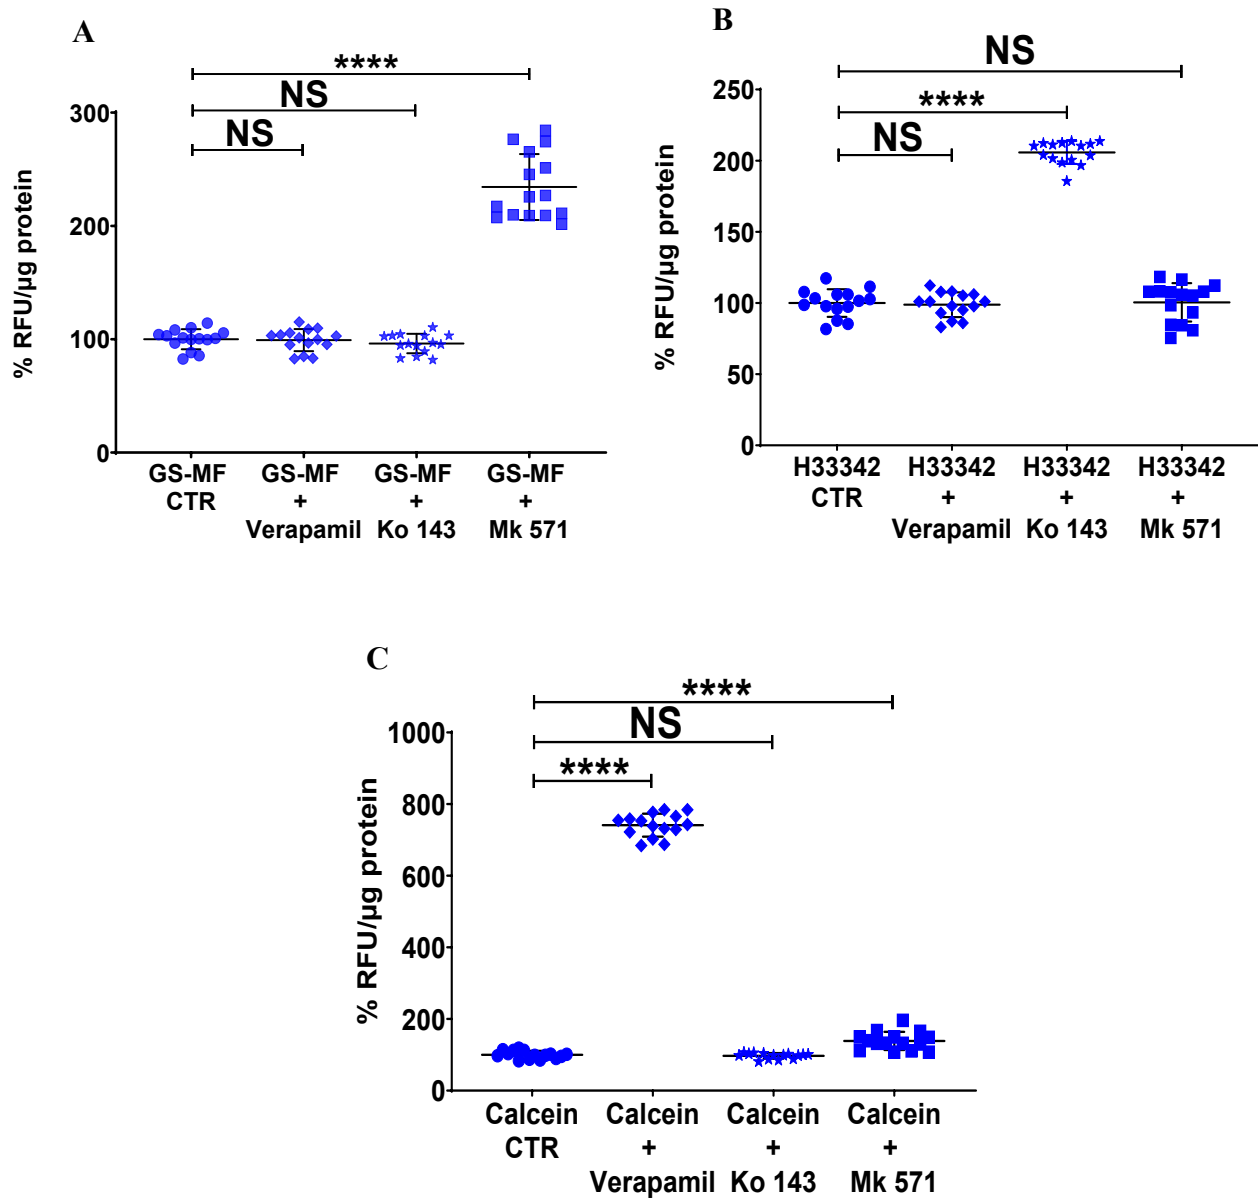 A
****
NS
NS
300
200
100
0
% RFU/µg protein
GS-MF
CTR
GS-MF
+
Verapamil
GS-MF
+
Ko 143
GS-MF
+
Mk 571
B
NS
****
NS
250
200
150
100
50
0
% RFU/µg protein
H33342
CTR
H33342
+
Verapamil
H33342
+
Ko 143
H33342
+
Mk 571
C
****
NS
****
1000
800
600
400
200
0
% RFU/µg protein
Calcein
CTR
Calcein
+
Verapamil
Calcein
+
Ko 143
Calcein
+
Mk 571